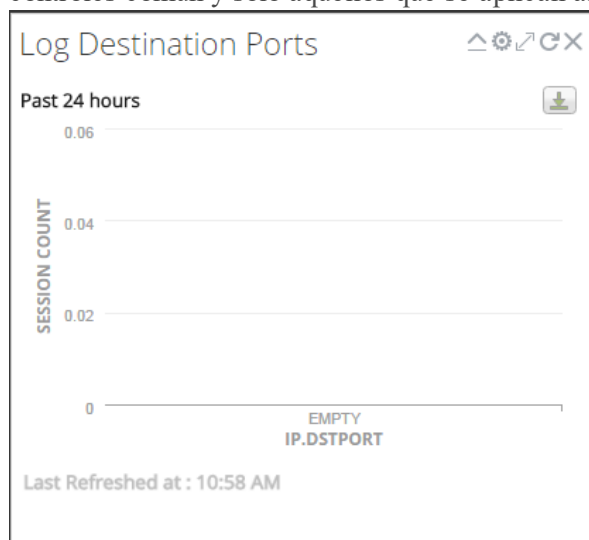 Log Destination Ports
Past 24 hours
0.06
0.04
0.02
0
SESSION COUNT
EMPTY
IP.DSTPORT
Last Refreshed at : 10:58 AM